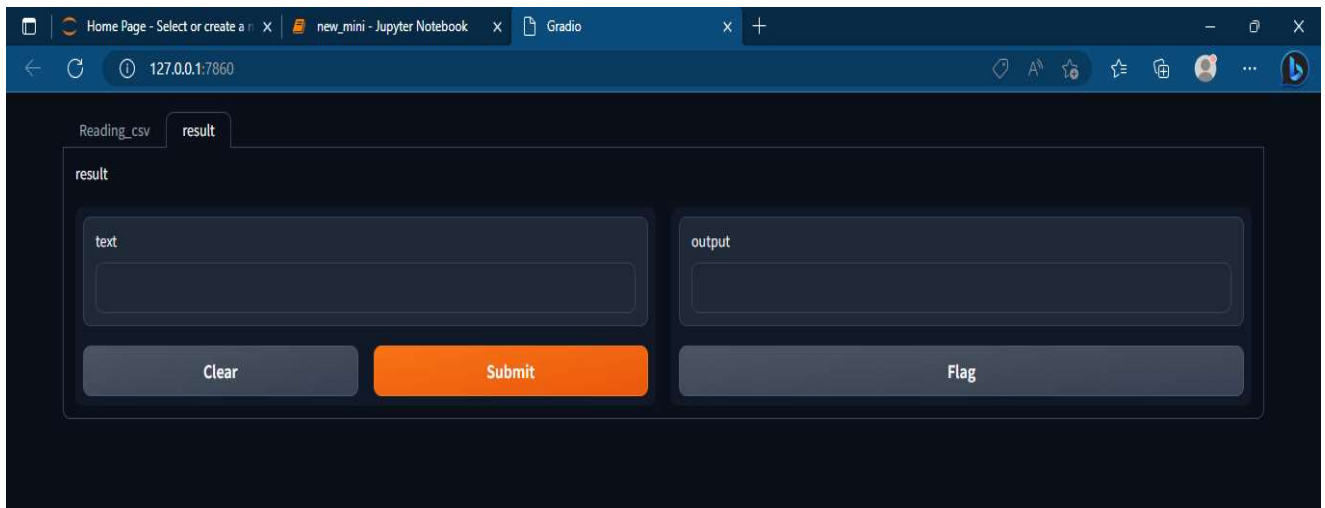 Home Page - Select or create a n
new_mini - Jupyter Notebook
Gradio
127.0.0.1:7860
Reading_csv
result
result
text
output
Clear
Submit
Flag